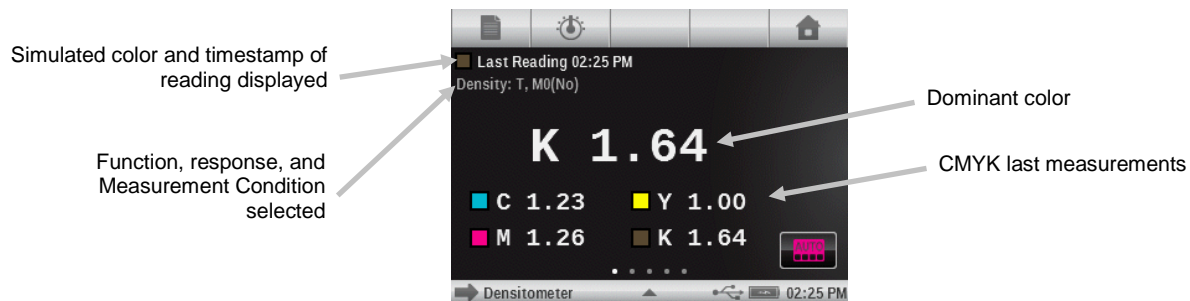 Simulated color and timestamp of
reading displayed
Function, response, and
Measurement Condition
selected
Last Reading 02:25 PM
Density: T, M0(No)
K 1.64
C 1.23
Y 1.00
M 1.26
K 1.64
AUTO
Densitometer
02:25 PM
Dominant color
CMYK last measurements